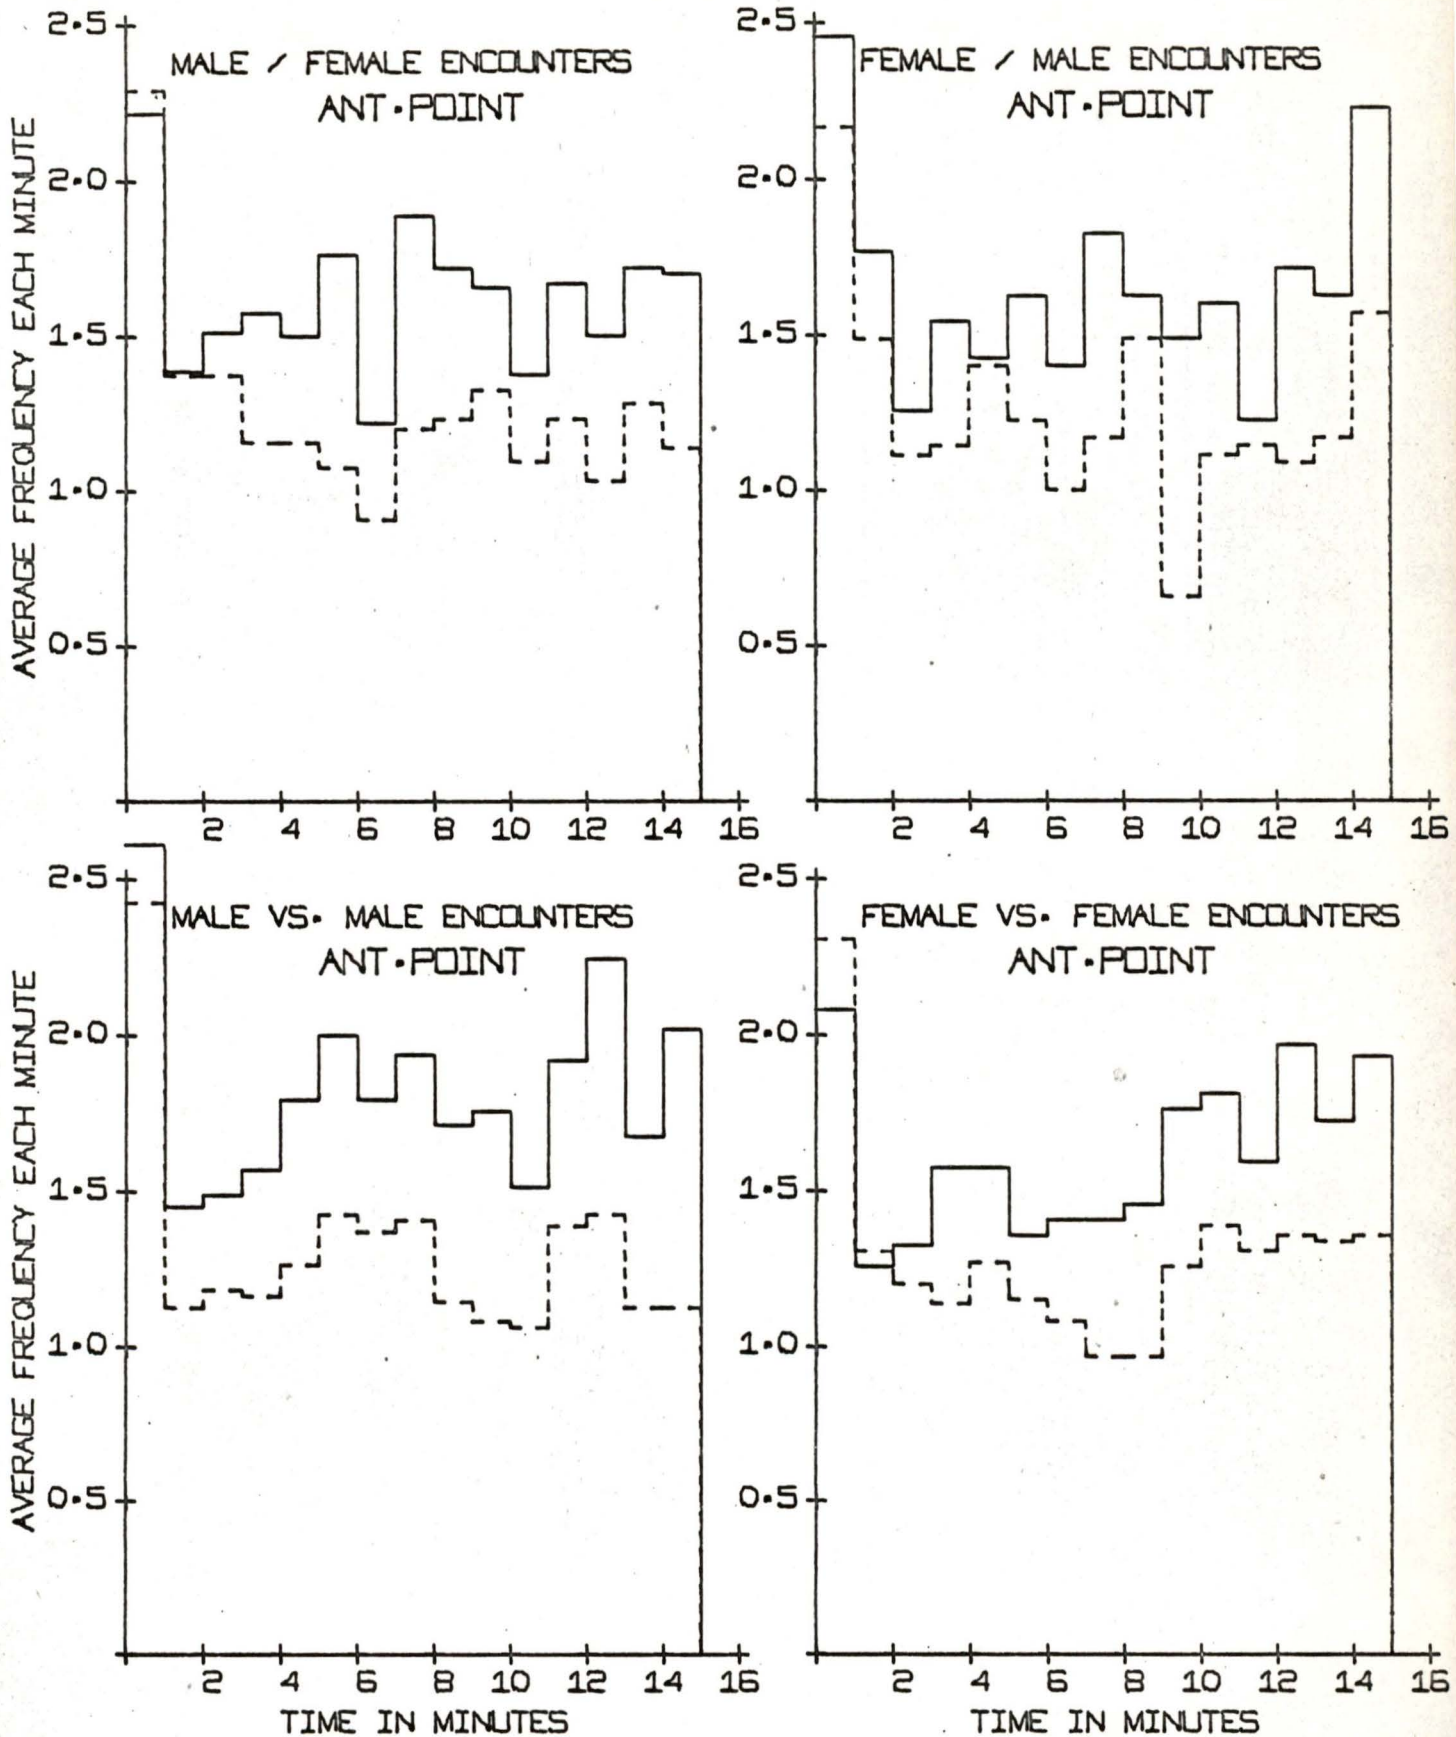 MALE / FEMALE ENCOUNTERS
ANT.POINT
AVERAGE FREQUENCY EACH MINUTE
2.5
2.0
1.5
1.0
0.5
2 4 6 8 10 12 14 16
FEMALE / MALE ENCOUNTERS
ANT.POINT
2.5
2.0
1.5
1.0
0.5
2 4 6 8 10 12 14 16
MALE VS. MALE ENCOUNTERS
ANT.POINT
AVERAGE FREQUENCY EACH MINUTE
2.5
2.0
1.5
1.0
0.5
2 4 6 8 10 12 14 16
TIME IN MINUTES
FEMALE VS. FEMALE ENCOUNTERS
ANT.POINT
2.5
2.0
1.5
1.0
0.5
2 4 6 8 10 12 14 16
TIME IN MINUTES